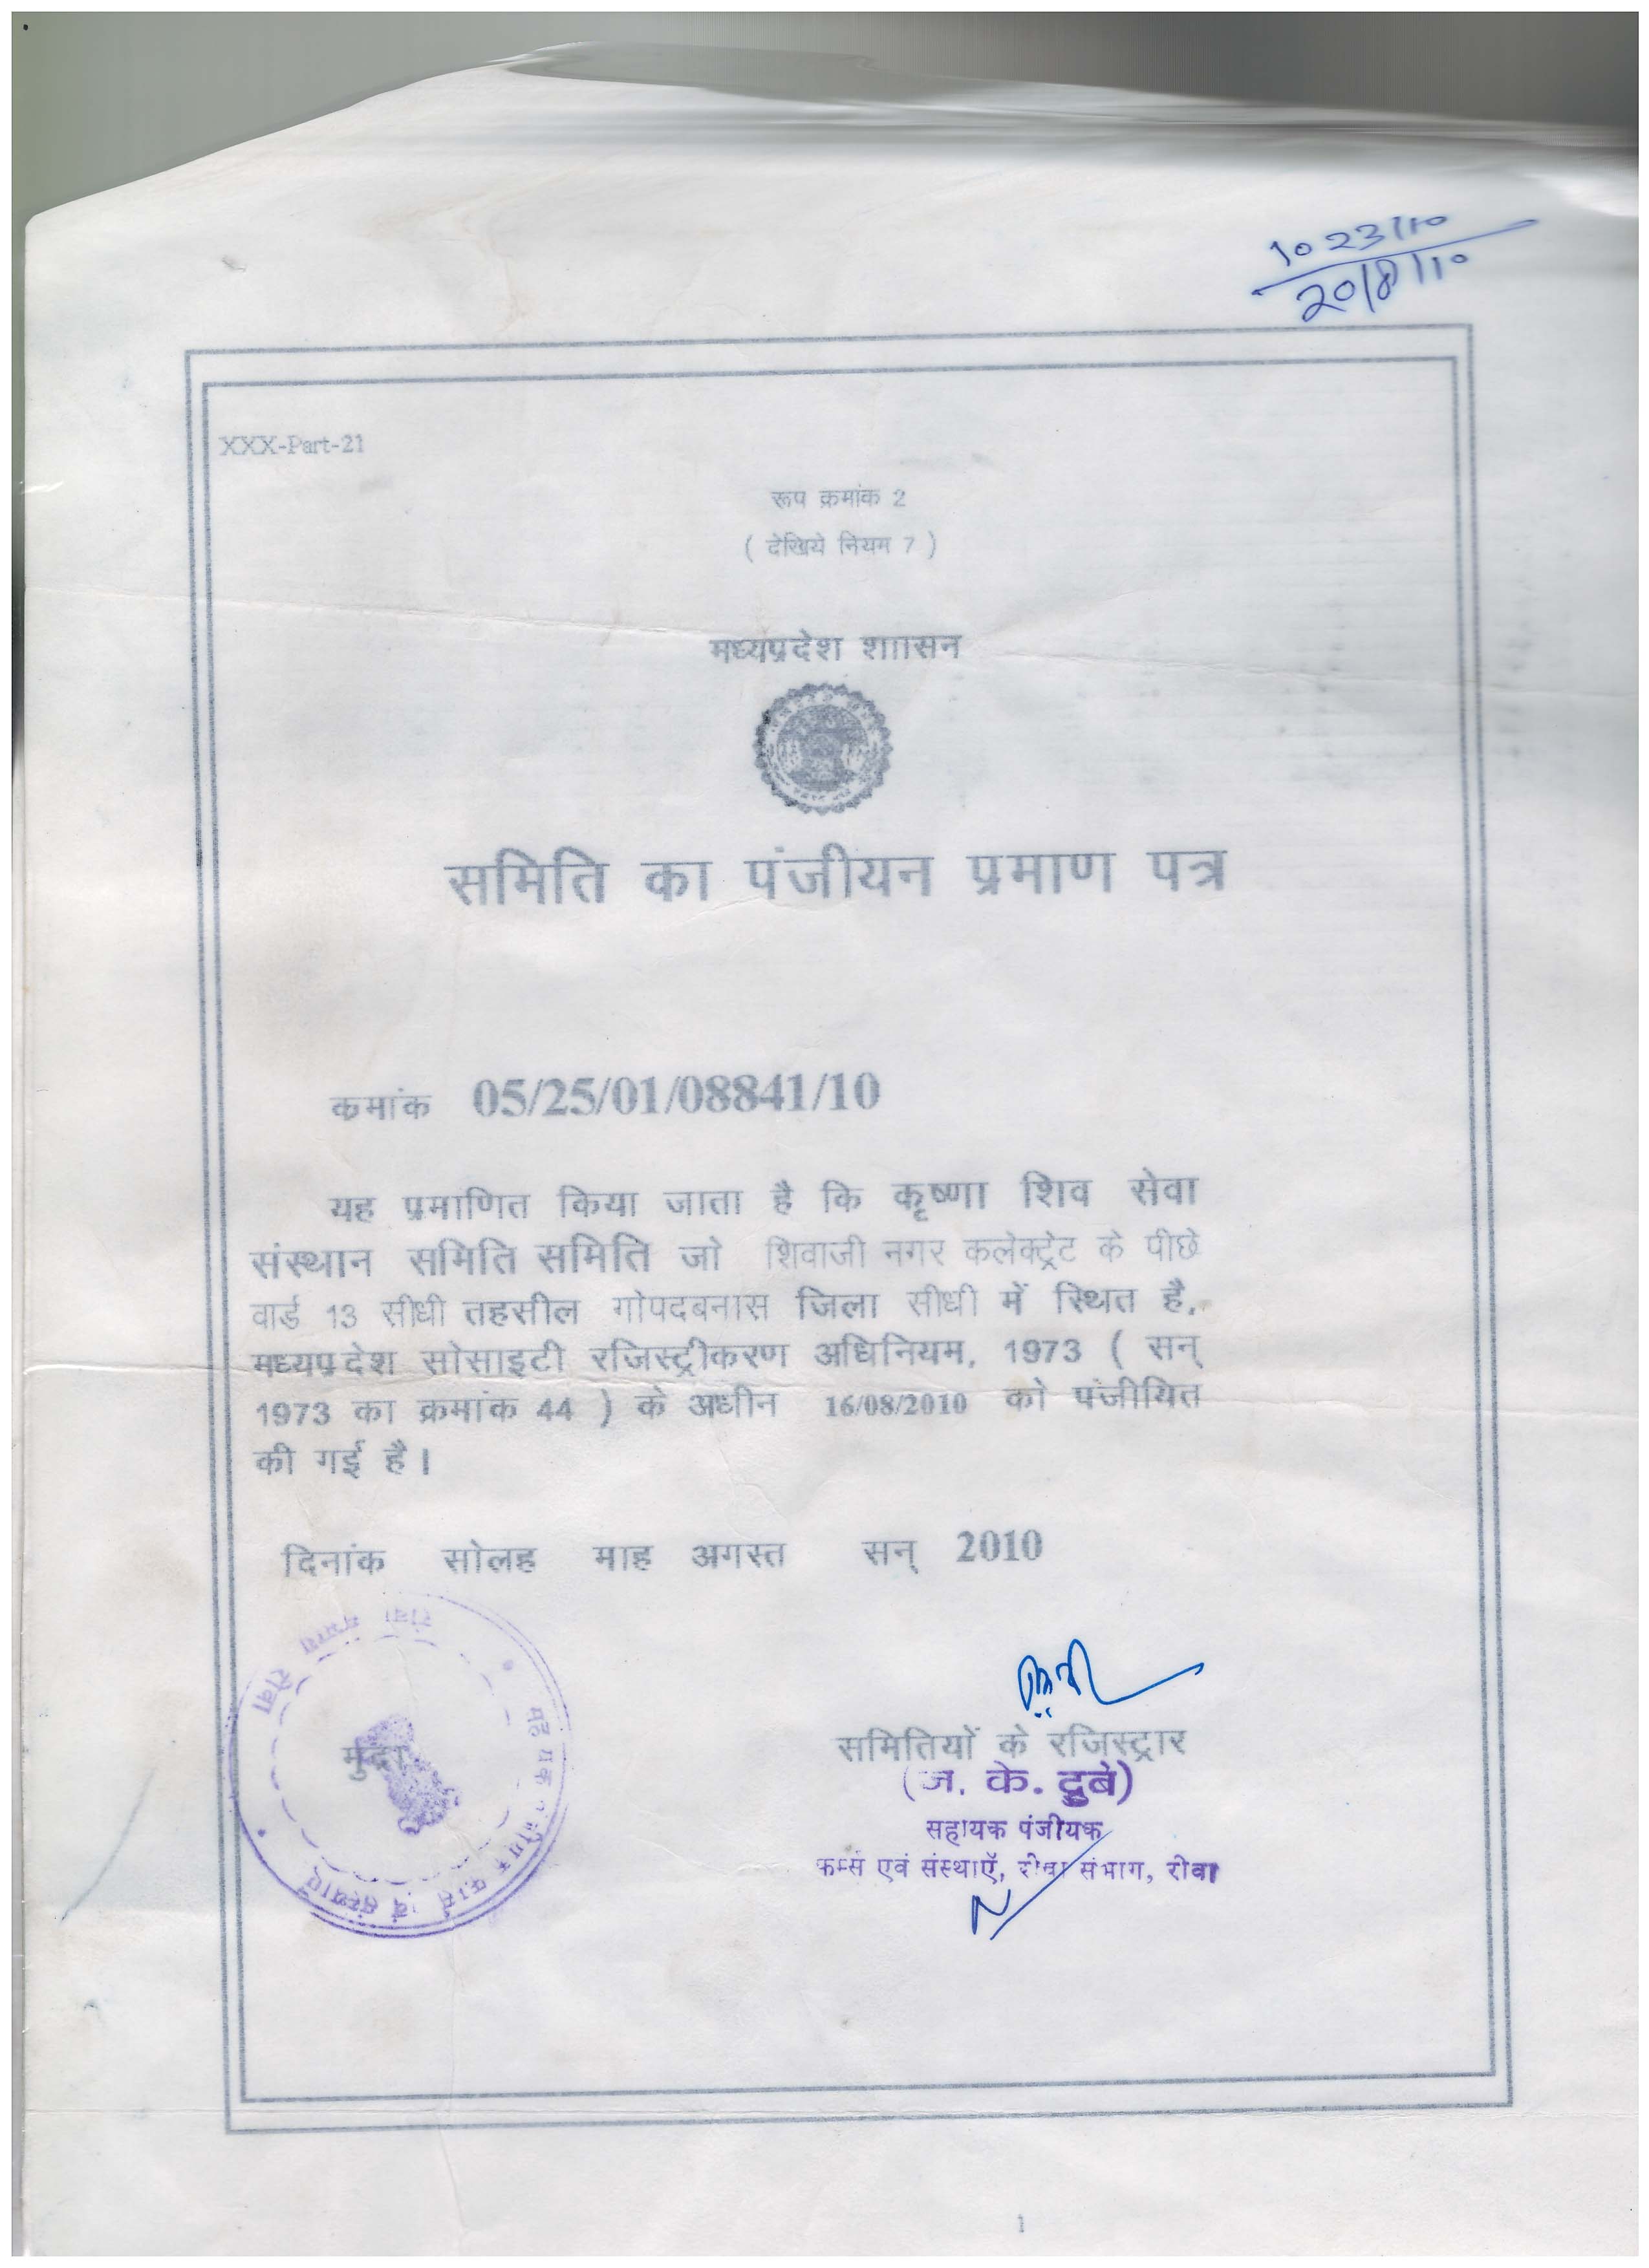 10 23/10
20/8/10
XXX-Part-21
रूप क्रमांक 2
( देखिये नियम 7 )
मध्यप्रदेश शाासन
समिति का पंजीयन प्रमाण पत्र
कमांक 05/25/01/08841/10
यह प्रमाणित किया जाता है कि कृष्णा शिव सेवा
संस्थान समिति समिति जो शिवाजी नगर कलेक्ट्रेट के पीछे
वार्ड 13 सीधी तहसील गोपदबनास जिला सीधी में स्थित है,
मध्यप्रदेश सोसाइटी रजिस्ट्रीकरण अधिनियम, 1973 ( सन्
1973 का क्रमांक 44 ) के अधीन 16/08/2010 को पंजीयित
की गई है।
दिनांक सोलह माह अगस्त सन् 2010
मुद्रा
समितियों के रजिस्ट्रार
(ज. के. दुबे)
सहायक पंजीयक
फर्म्स एवं संस्थाऍ, रीवा संभाग, रीवा
1